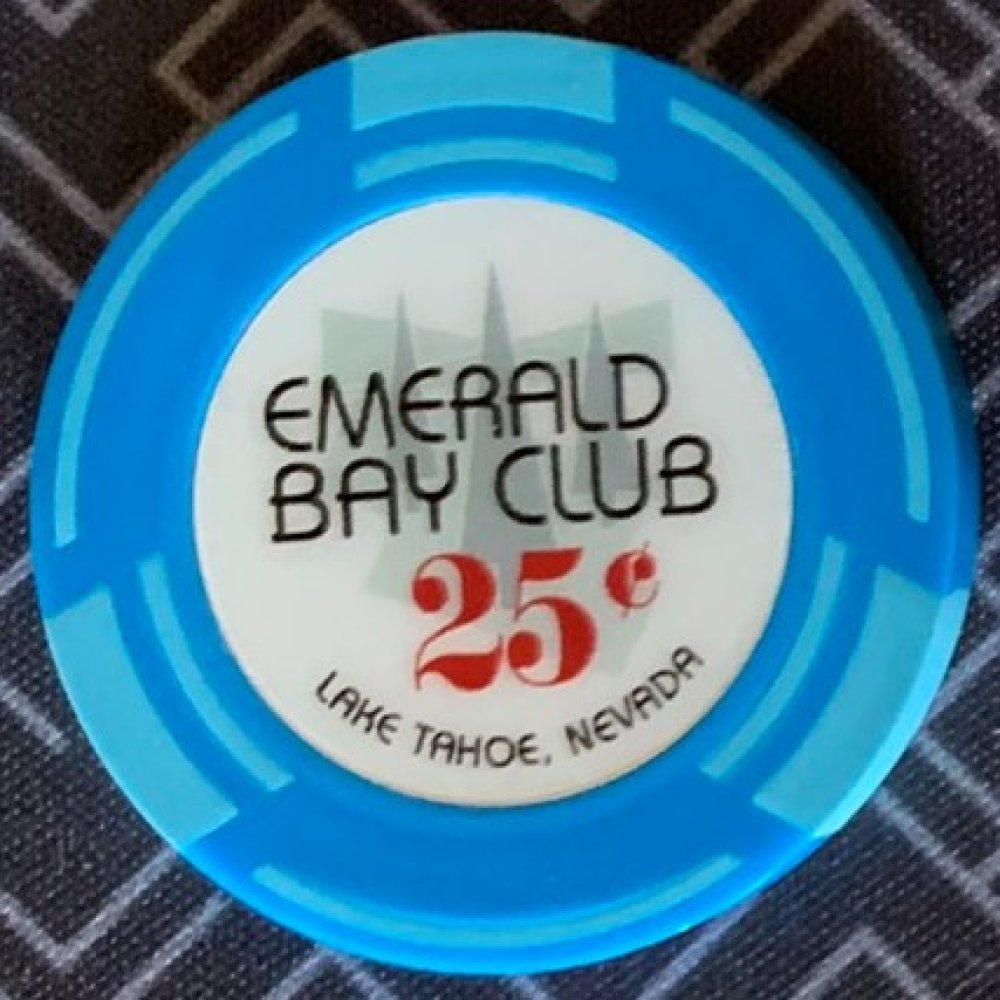 EMERALD
BAY CLUB
25¢
LAKE TAHOE, NEVADA